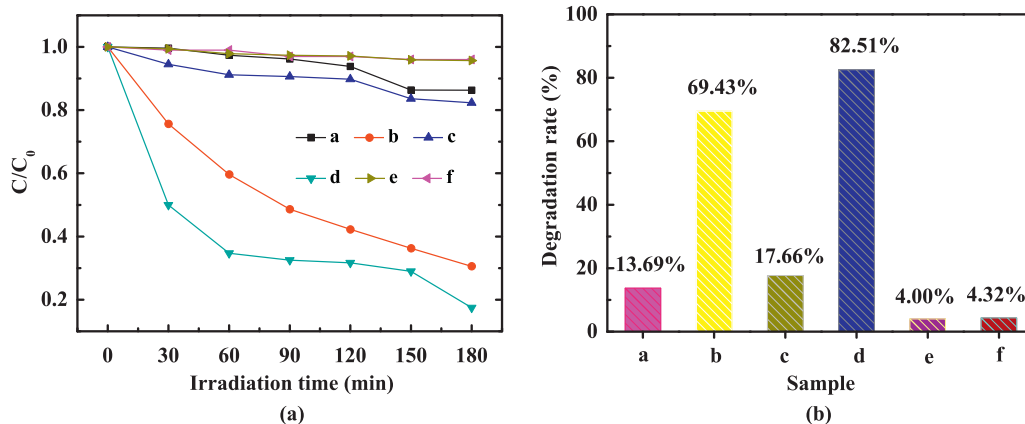 1.0
0.8
0.6
0.4
0.2
C/C0
a b c
d e f
0 30 60 90 120 150 180
Irradiation time (min)
(a)
100
80
60
40
20
0
Degradation rate (%)
13.69%
69.43%
17.66%
82.51%
4.00%
4.32%
a b c d e f
Sample
(b)